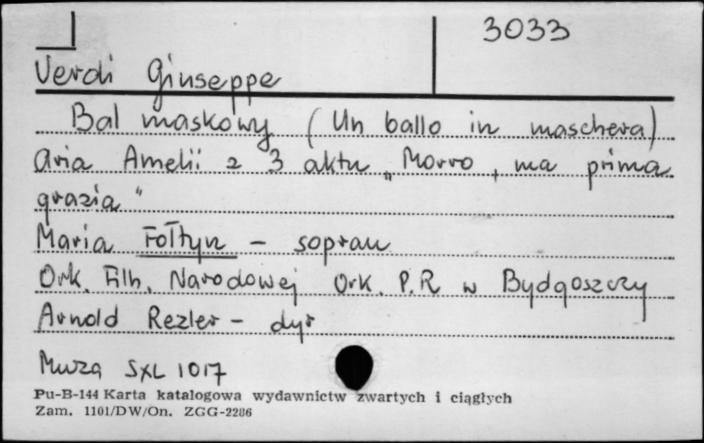 3033
Verdi Giuseppe
Bal maskowy (Un ballo in maschera)
Aria Amelii z 3 aktu „Morro, ma prima
grazia"
Maria Fołtyn - sopran
Ork. Filh. Narodowej Ork. P.R w Bydgoszczy
Arnold Rezler - dyr
Muza SXL 1017
Pu-B-144 Karta katalogowa wydawnictw zwartych i ciągłych
Zam. 1101/DW/On. ZGG-2286